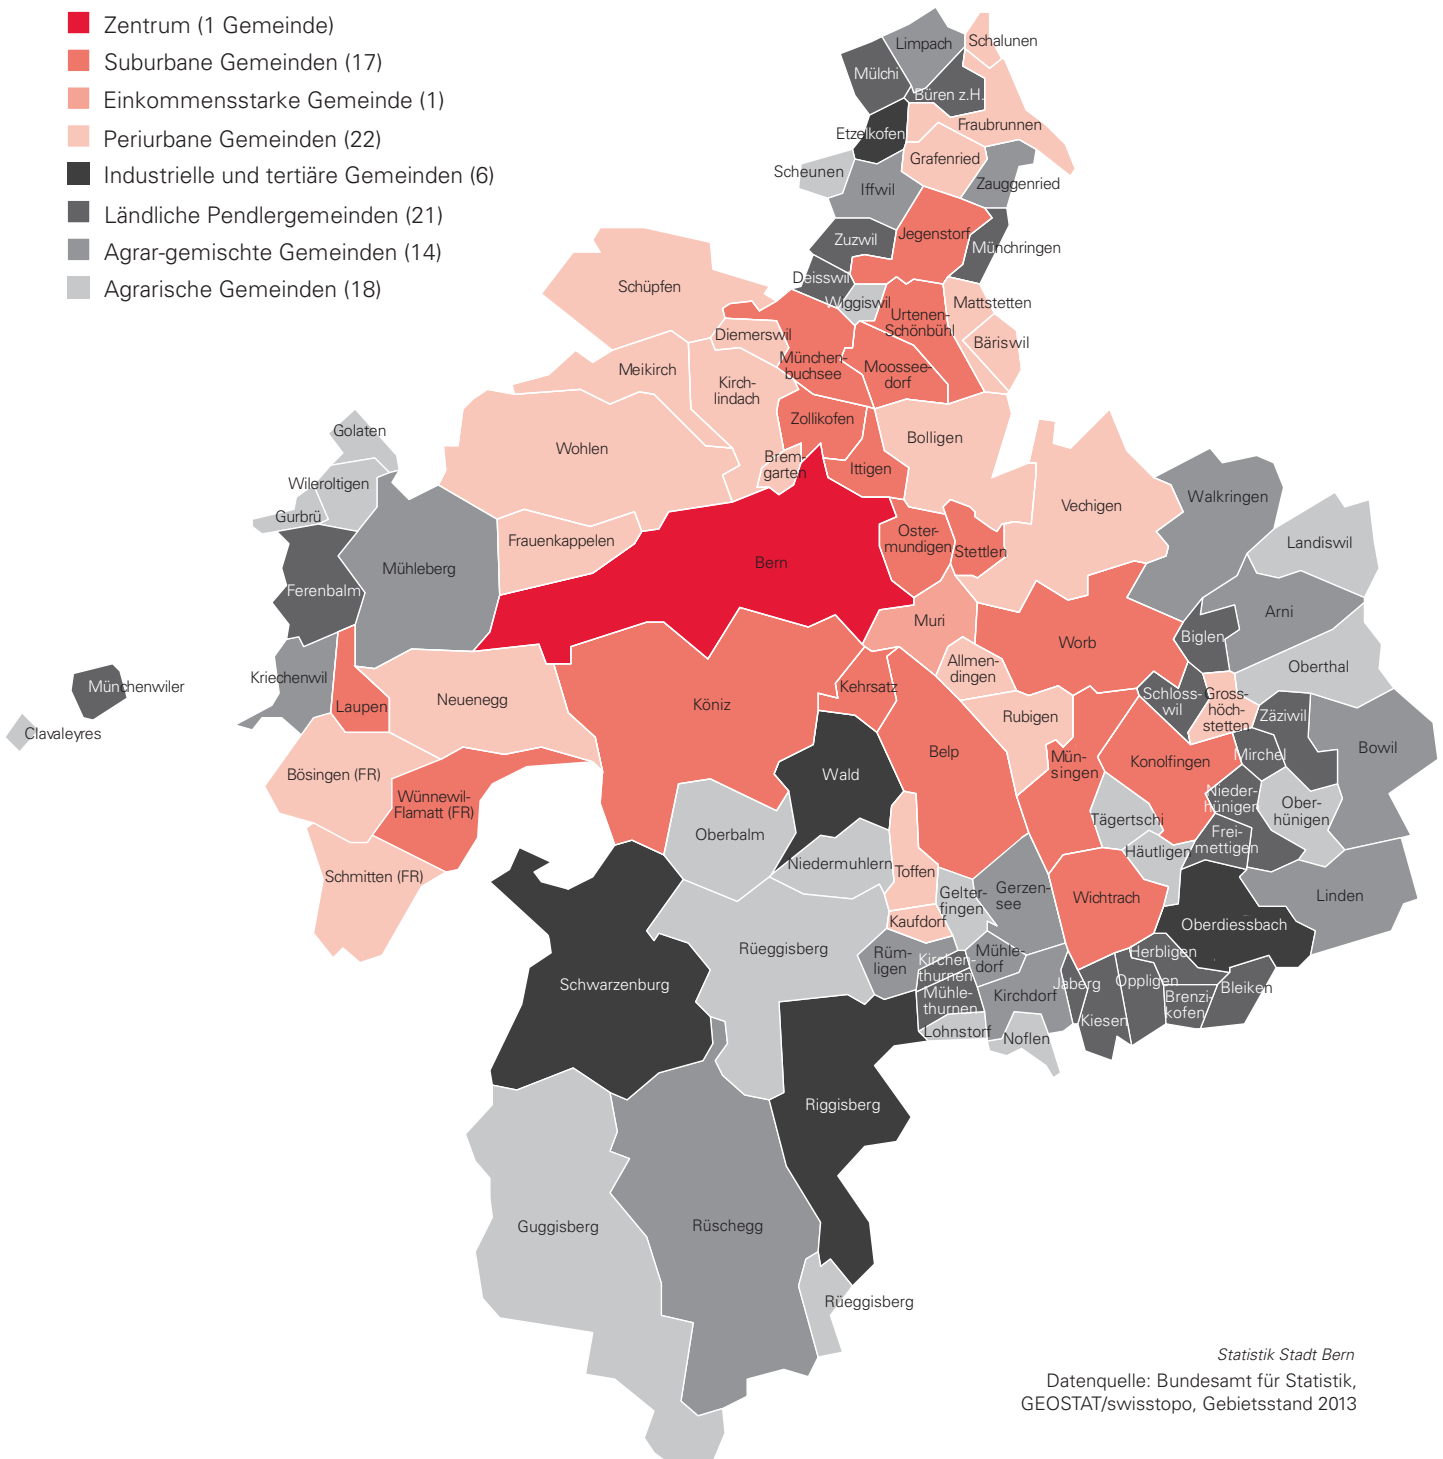 Zentrum (1 Gemeinde)
Suburbane Gemeinden (17)
Einkommensstarke Gemeinde (1)
Periurbane Gemeinden (22)
Industrielle und tertiäre Gemeinden (6)
Ländliche Pendlergemeinden (21)
Agrar-gemischte Gemeinden (14)
Agrarische Gemeinden (18)
Limpach
Schalunen
Mülchi
Büren z.H.
Fraubrunnen
Etzelkofen
Grafenried
Scheunen
Iffwil
Zauggenried
Jegenstorf
Zuzwil
Münchringen
Deisswil
Schüpfen
Wiggiswil
Mattstetten
Urtenen-
Schönbühl
Diemerswil
Bäriswil
München-
buchsee
Moossee-
dorf
Meikirch
Kirch-
lindach
Zollikofen
Golaten
Bolligen
Wohlen
Brem-
garten
Ittigen
Wileroltigen
Walkringen
Vechigen
Gurbrü
Frauenkappelen
Oster-
mundigen
Stettlen
Landiswil
Mühleberg
Bern
Ferenbalm
Arni
Muri
Biglen
Worb
Allmen-
dingen
Oberthal
Kriechenwil
Münchenwiler
Kehrsatz
Schloss-
wil
Gross-
höch-
stetten
Neuenegg
Laupen
Köniz
Rubigen
Zäziwil
Clavaleyres
Belp
Mün-
singen
Konolfingen
Mirchel
Bowil
Bösingen (FR)
Wald
Wünnewil-
Flamatt (FR)
Nieder-
hünigen
Ober-
hünigen
Tägertschi
Oberbalm
Frei-
mettigen
Häutligen
Niedermuhlern
Toffen
Schmitten (FR)
Gelter-
fingen
Gerzen-
see
Wichtrach
Linden
Kaufdorf
Oberdiessbach
Rüeggisberg
Rüm-
ligen
Kirchen-
thurnen
Mühle-
dorf
Herbligen
Schwarzenburg
Mühle-
thurnen
Kirchdorf
Jaberg
Oppligen
Bleiken
Brenzi-
kofen
Kiesen
Lohnstorf
Noflen
Riggisberg
Guggisberg
Rüschegg
Rüeggisberg
Statistik Stadt Bern
Datenquelle: Bundesamt für Statistik,
GEOSTAT/swisstopo, Gebietsstand 2013